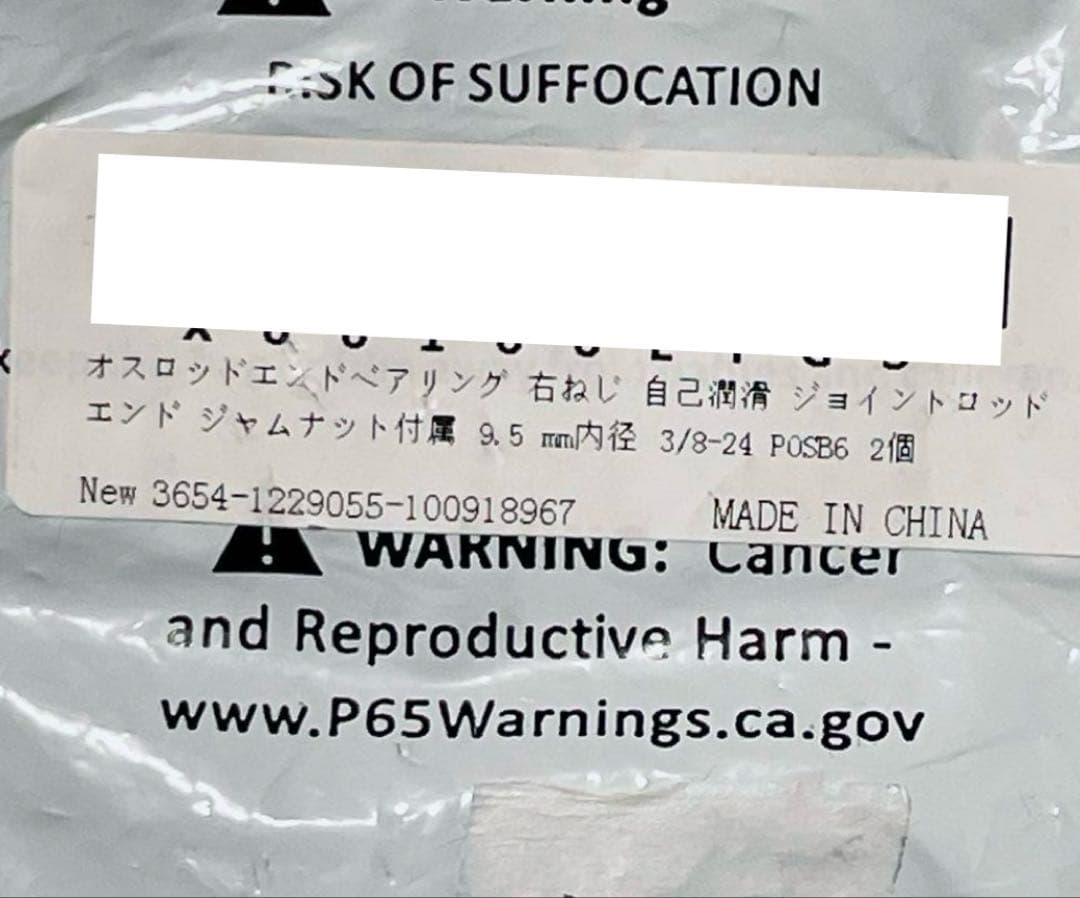 Warning
RISK OF SUFFOCATION
オスロッドエンドベアリング 右ねじ 自己潤滑 ジョイントロッド
エンド ジャムナット付属 9.5 mm内径 3/8-24 POSB6 2個
New 3654-1229055-100918967 MADE IN CHINA
WARNING: Cancer
and Reproductive Harm -
www.P65Warnings.ca.gov